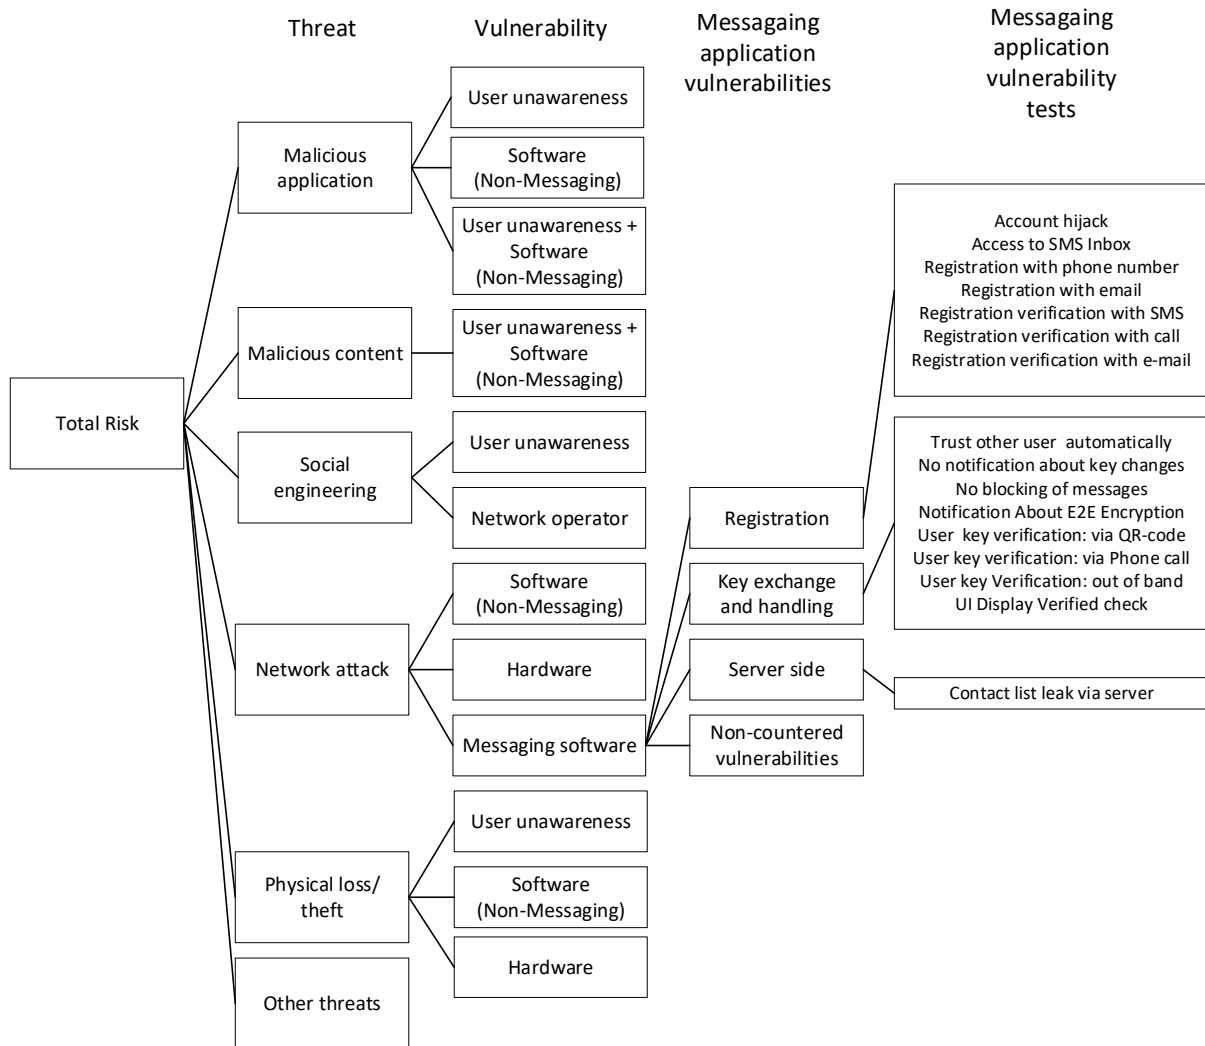 Threat
Vulnerability
Messagaing
application
vulnerabilities
Messagaing
application
vulnerability
tests
Total Risk
Malicious
application
Malicious content
Social
engineering
Network attack
Physical loss/
theft
Other threats
User unawareness
Software
(Non-Messaging)
User unawareness +
Software
(Non-Messaging)
User unawareness +
Software
(Non-Messaging)
User unawareness
Network operator
Software
(Non-Messaging)
Hardware
Messaging software
User unawareness
Software
(Non-Messaging)
Hardware
Registration
Key exchange
and handling
Server side
Non-countered
vulnerabilities
Account hijack
Access to SMS Inbox
Registration with phone number
Registration with email
Registration verification with SMS
Registration verification with call
Registration verification with e-mail
Trust other user automatically
No notification about key changes
No blocking of messages
Notification About E2E Encryption
User key verification: via QR-code
User key verification: via Phone call
User key Verification: out of band
UI Display Verified check
Contact list leak via server